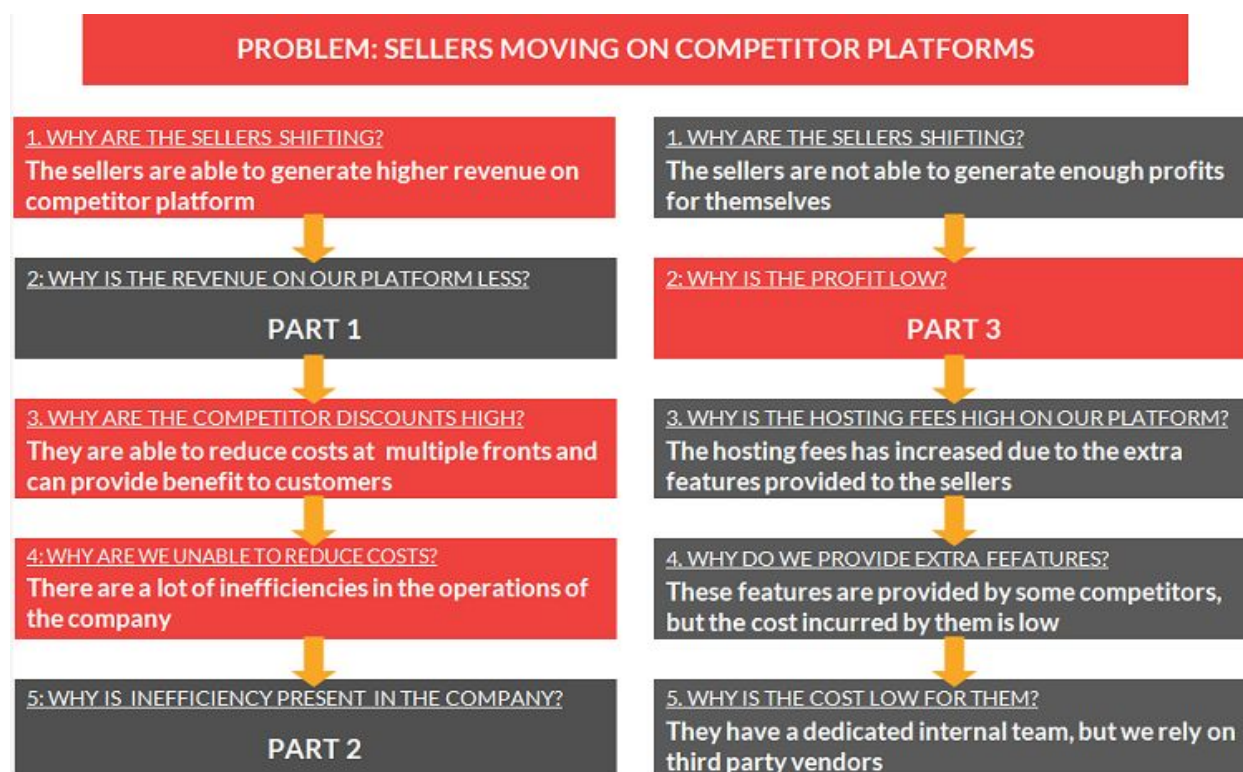 PROBLEM: SELLERS MOVING ON COMPETITOR PLATFORMS
1. WHY ARE THE SELLERS SHIFTING?
The sellers are able to generate higher revenue on
competitor platform
2: WHY IS THE REVENUE ON OUR PLATFORM LESS?
PART 1
3. WHY ARE THE COMPETITOR DISCOUNTS HIGH?
They are able to reduce costs at multiple fronts and
can provide benefit to customers
4: WHY ARE WE UNABLE TO REDUCE COSTS?
There are a lot of inefficiencies in the operations of
the company
5: WHY IS INEFFICIENCY PRESENT IN THE COMPANY?
PART 2
1. WHY ARE THE SELLERS SHIFTING?
The sellers are not able to generate enough profits
for themselves
2: WHY IS THE PROFIT LOW?
PART 3
3. WHY IS THE HOSTING FEES HIGH ON OUR PLATFORM?
The hosting fees has increased due to the extra
features provided to the sellers
4. WHY DO WE PROVIDE EXTRA FEFATURES?
These features are provided by some competitors,
but the cost incurred by them is low
5. WHY IS THE COST LOW FOR THEM?
They have a dedicated internal team, but we rely on
third party vendors